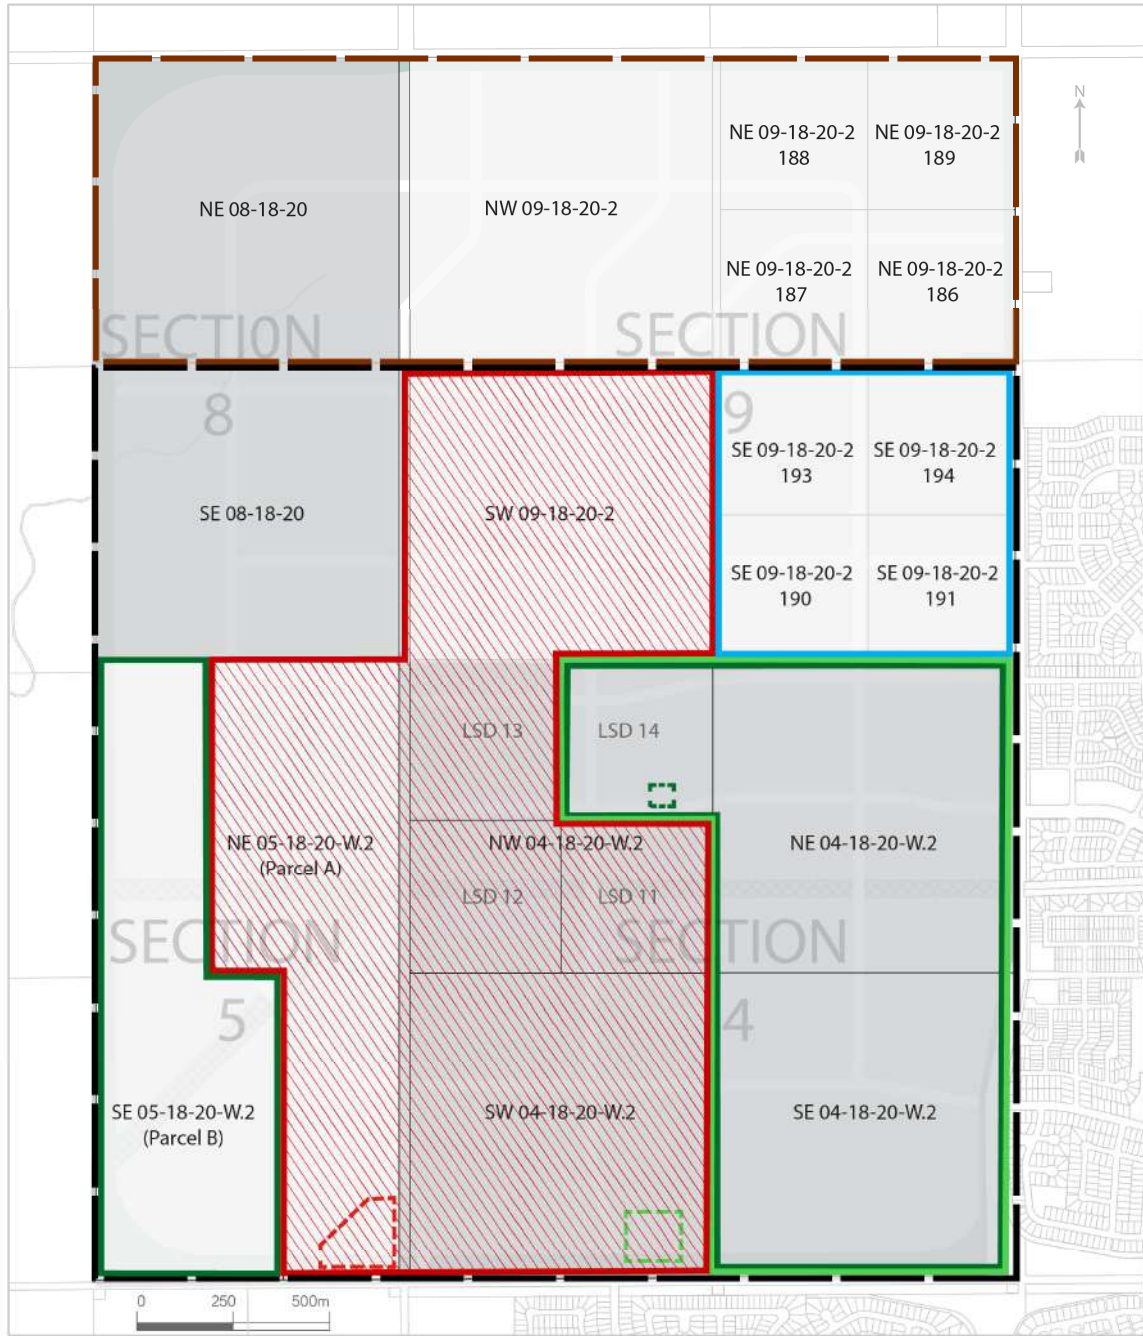 N
NE 09-18-20-2
188
NE 09-18-20-2
189
NE 08-18-20
NW 09-18-20-2
NE 09-18-20-2
187
NE 09-18-20-2
186
SECTI0N
SECTION
8
9
SE 09-18-20-2
193
SE 09-18-20-2
194
SE 08-18-20
SW 09-18-20-2
SE 09-18-20-2
190
SE 09-18-20-2
191
LSD 13
LSD 14
NE 05-18-20-W.2
(Parcel A)
NW 04-18-20-W.2
NE 04-18-20-W.2
LSD 12
LSD 11
SECTION
SECTION
5
4
SE 05-18-20-W.2
(Parcel B)
SW 04-18-20-W.2
SE 04-18-20-W.2
0 250 500m